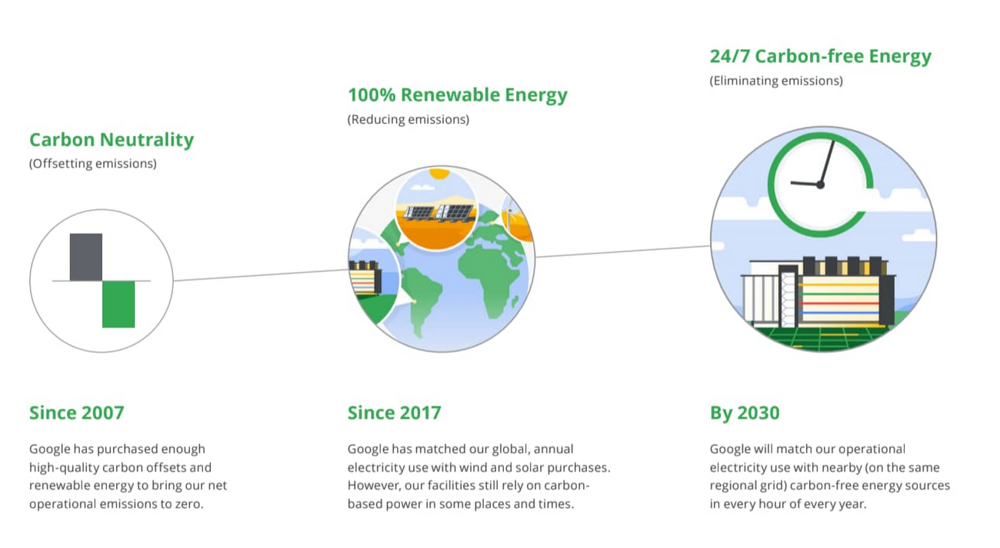 Carbon Neutrality
(Offsetting emissions)
Since 2007
Google has purchased enough
high-quality carbon offsets and
renewable energy to bring our net
operational emissions to zero.
100% Renewable Energy
(Reducing emissions)
Since 2017
Google has matched our global, annual
electricity use with wind and solar purchases.
However, our facilities still rely on carbon-
based power in some places and times.
24/7 Carbon-free Energy
(Eliminating emissions)
By 2030
Google will match our operational
electricity use with nearby (on the same
regional grid) carbon-free energy sources
in every hour of every year.